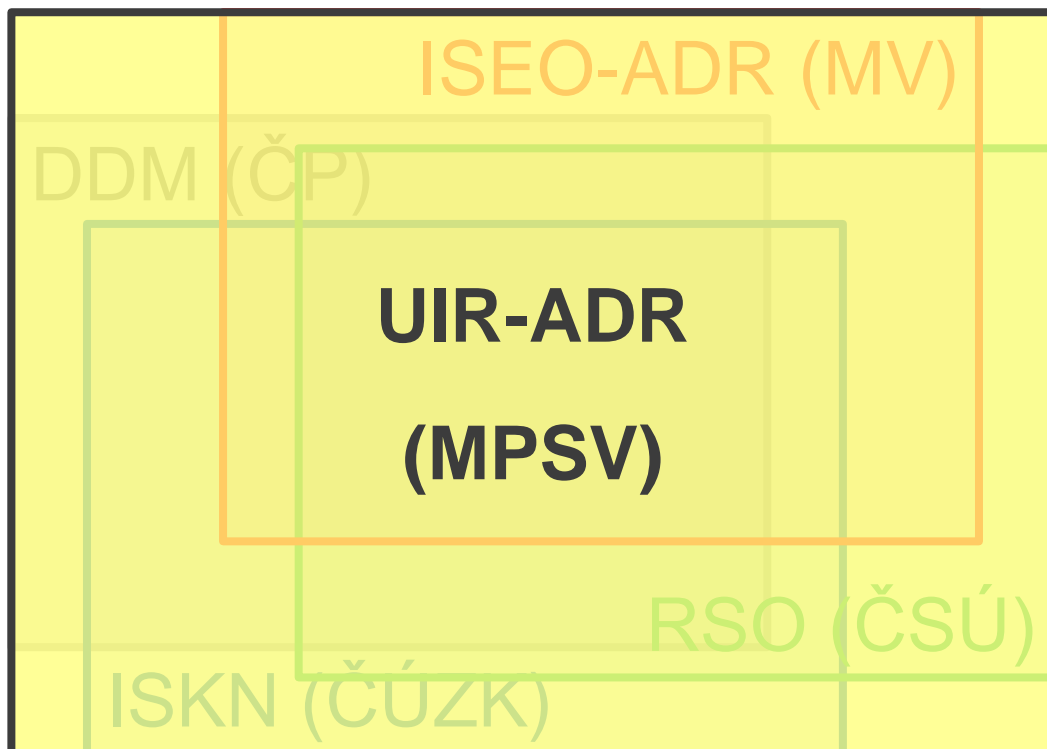 ISEO-ADR (MV)
DDM (ČP)
UIR-ADR
(MPSV)
RSO (ČSÚ)
ISKN (ČÚZK)